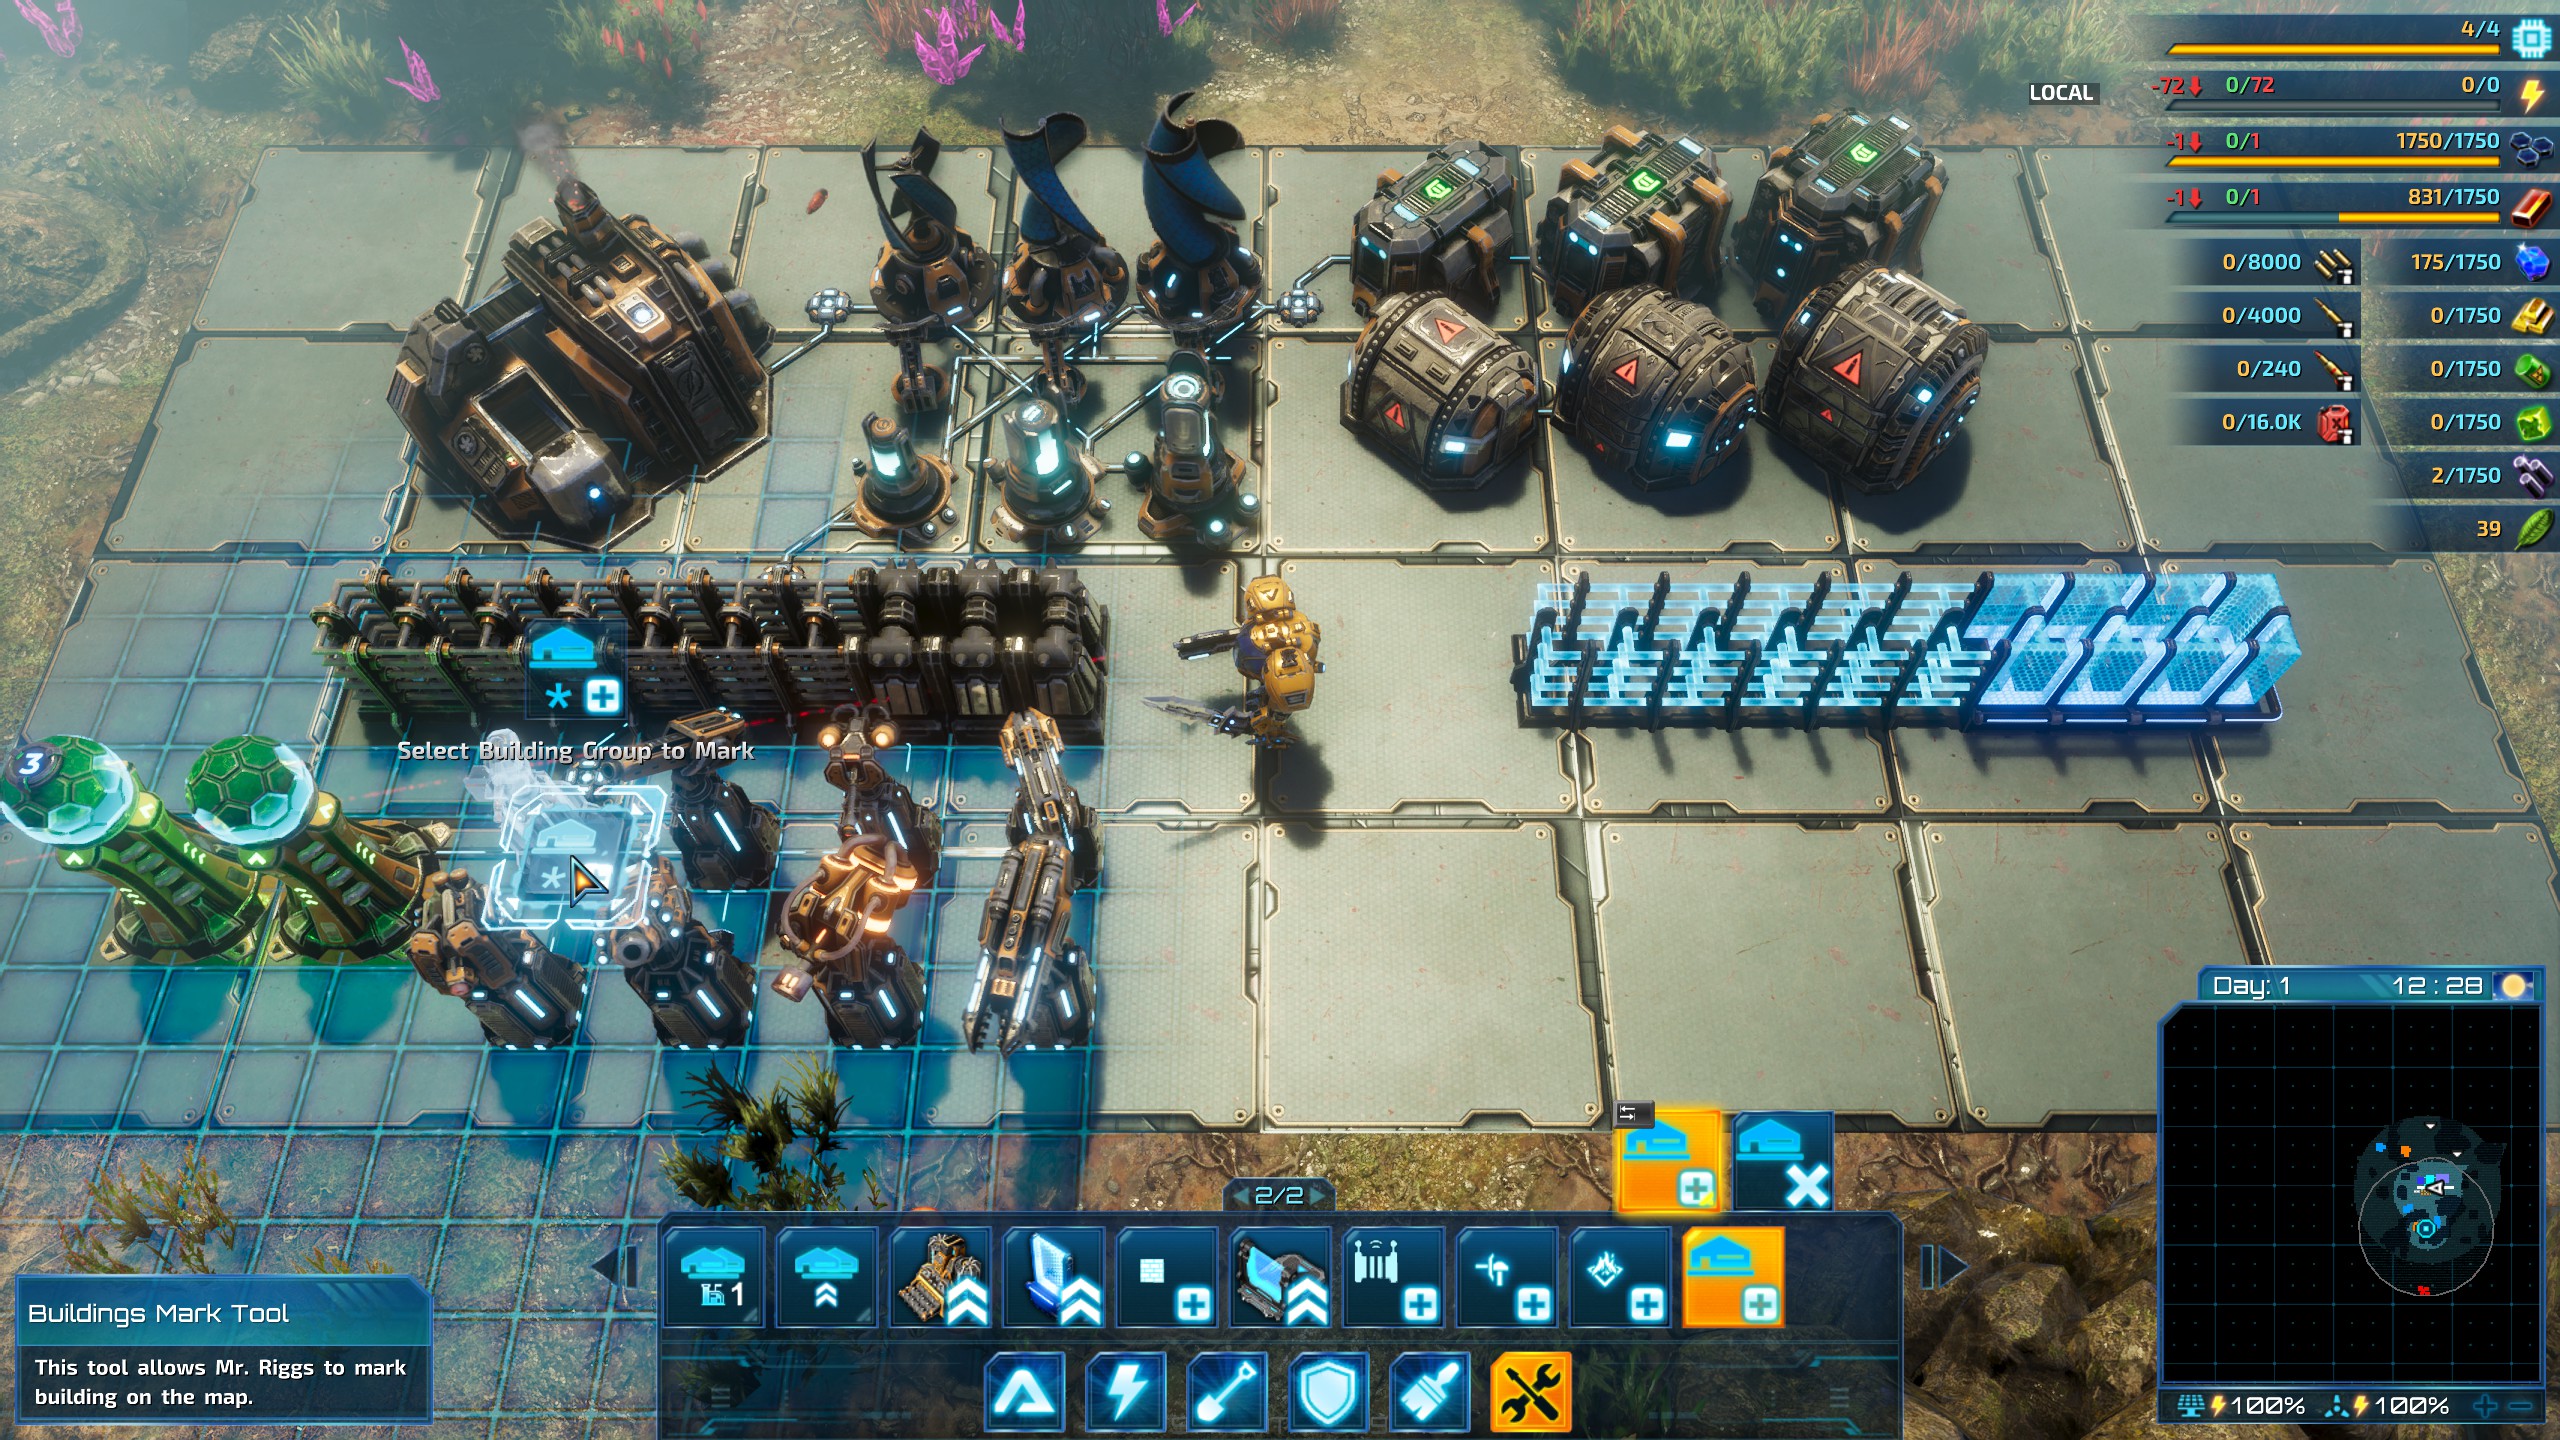 4/4
LOCAL
-72 0/72 0/0
-1 0/1 1750/1750
-1 0/1 831/1750
0/8000 175/1750
0/4000 0/1750
0/240 0/1750
0/16.0K 0/1750
2/1750
39
3
Select Building Group to Mark
Day: 1 12:28
2/2
1
Buildings Mark Tool
This tool allows Mr. Riggs to mark
building on the map.
100% 100%